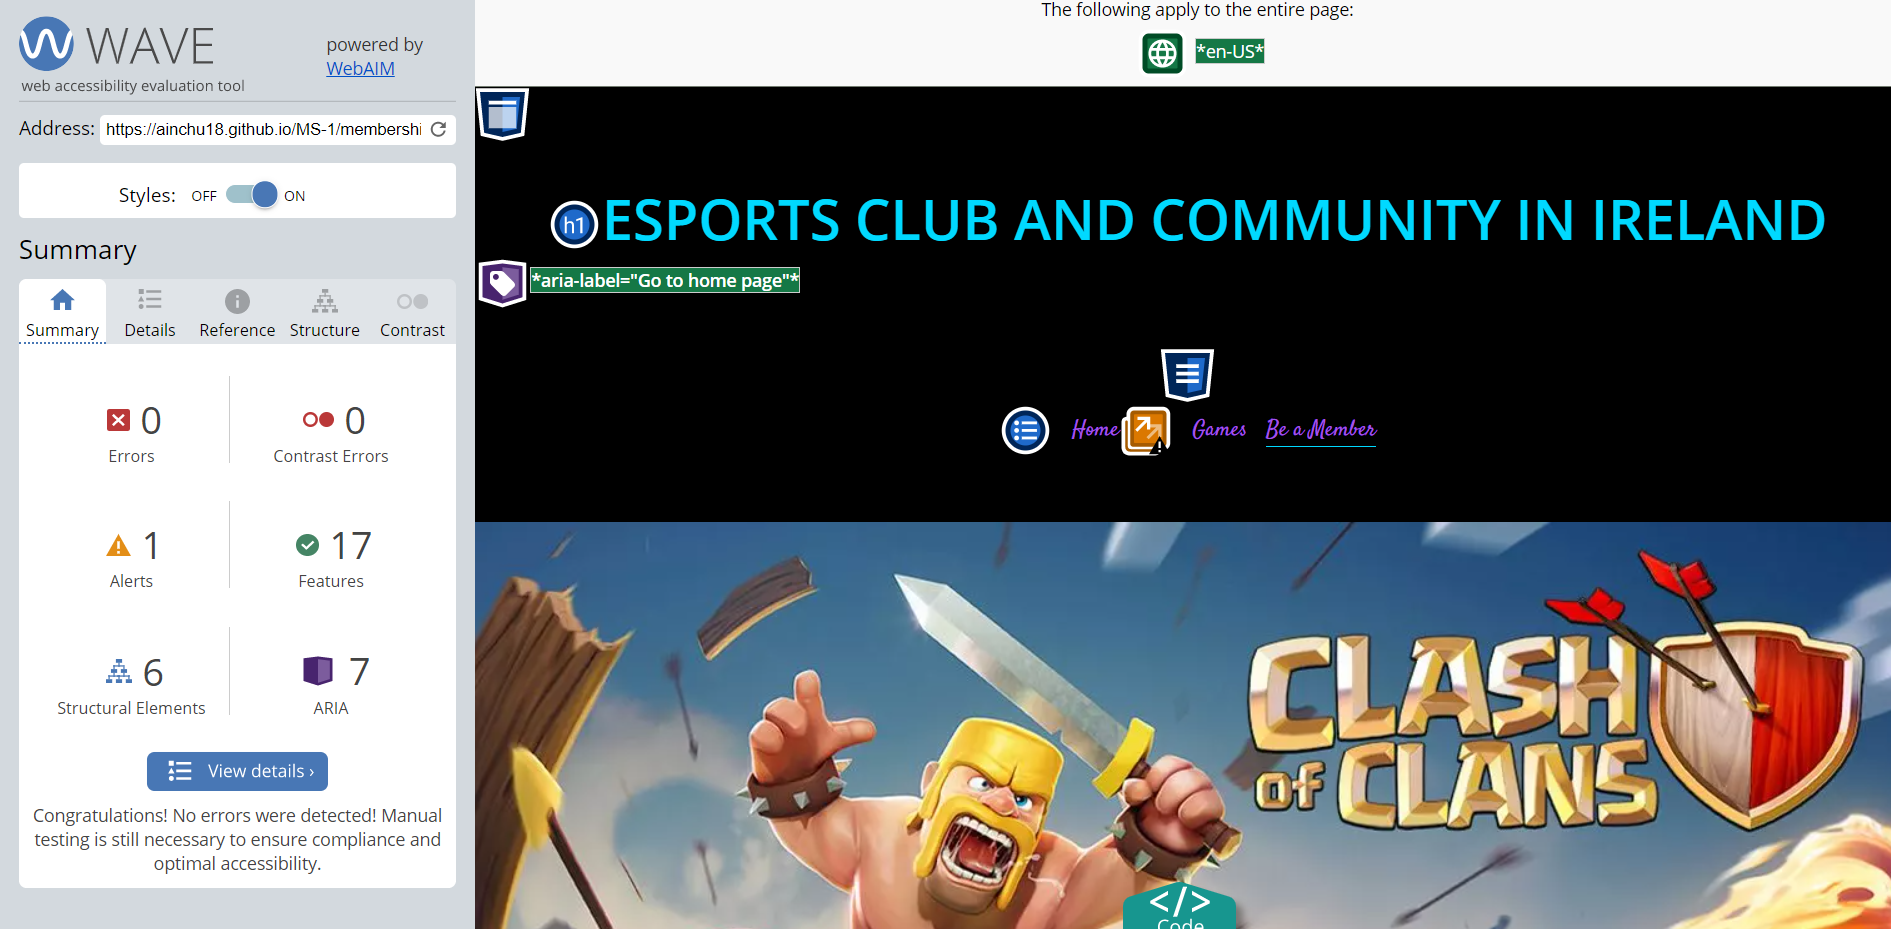 WAVE
web accessibility evaluation tool
powered by
WebAIM
Address: https://ainchu18.github.io/MS-1/membershi
Styles: OFF ON
Summary
Summary Details Reference Structure Contrast
0 Errors
0 Contrast Errors
1 Alerts
17 Features
6 Structural Elements
7 ARIA
View details ›
Congratulations! No errors were detected! Manual
testing is still necessary to ensure compliance and
optimal accessibility.
The following apply to the entire page:
*en-US*
h1 ESPORTS CLUB AND COMMUNITY IN IRELAND
*aria-label="Go to home page"*
Home Games Be a Member
CLASH
OF CLANS
</>
Code